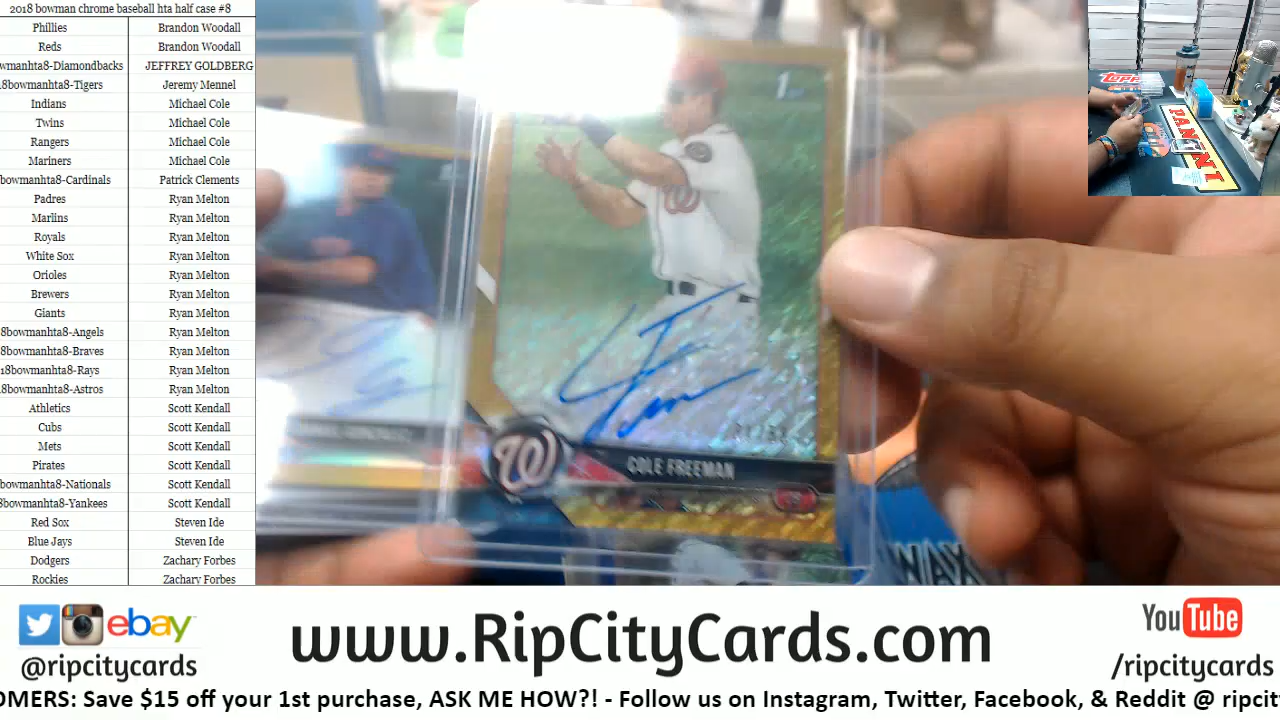 2018 bowman chrome baseball hta half case #8
Phillies Brandon Woodall
Reds Brandon Woodall
wmanhta8-Diamondbacks JEFFREY GOLDBERG
18bowmanhta8-Tigers Jeremy Mennel
Indians Michael Cole
Twins Michael Cole
Rangers Michael Cole
Mariners Michael Cole
bowmanhta8-Cardinals Patrick Clements
Padres Ryan Melton
Marlins Ryan Melton
Royals Ryan Melton
White Sox Ryan Melton
Orioles Ryan Melton
Brewers Ryan Melton
Giants Ryan Melton
8bowmanhta8-Angels Ryan Melton
8bowmanhta8-Braves Ryan Melton
18bowmanhta8-Rays Ryan Melton
8bowmanhta8-Astros Ryan Melton
Athletics Scott Kendall
Cubs Scott Kendall
Mets Scott Kendall
Pirates Scott Kendall
bowmanhta8-Nationals Scott Kendall
8bowmanhta8-Yankees Scott Kendall
Red Sox Steven Ide
Blue Jays Steven Ide
Dodgers Zachary Forbes
Rockies Zachary Forbes
1st
W
W
COLE FREEMAN
WAX
TOPPS
PANINI
ebay
@ripcitycards
www.RipCityCards.com
YouTube
/ripcitycards
OMERS: Save $15 off your 1st purchase, ASK ME HOW?! - Follow us on Instagram, Twitter, Facebook, & Reddit @ ripcit